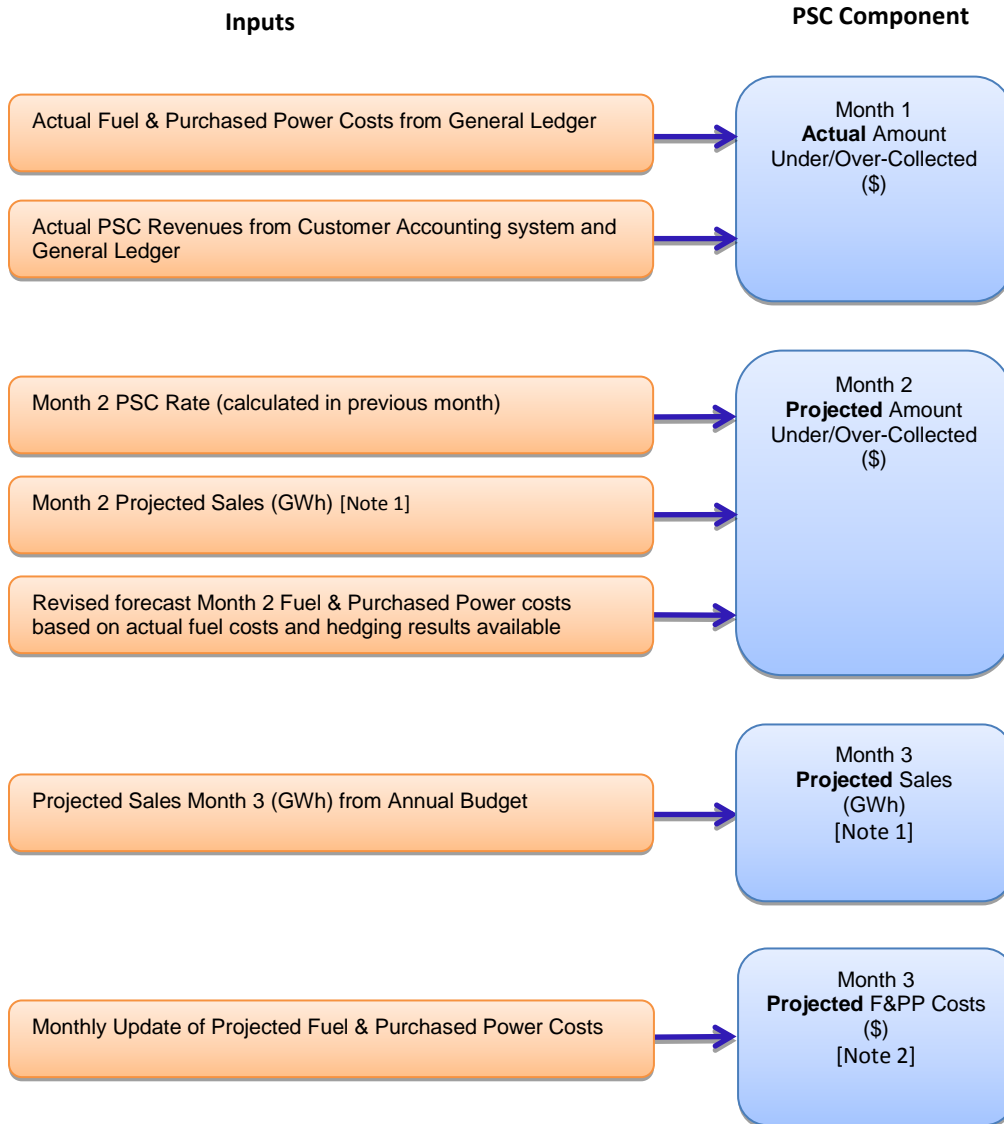 Inputs
PSC Component
Actual Fuel & Purchased Power Costs from General Ledger
Actual PSC Revenues from Customer Accounting system and
General Ledger
Month 1
Actual Amount
Under/Over-Collected
($)
Month 2 PSC Rate (calculated in previous month)
Month 2 Projected Sales (GWh) [Note 1]
Revised forecast Month 2 Fuel & Purchased Power costs
based on actual fuel costs and hedging results available
Month 2
Projected Amount
Under/Over-Collected
($)
Projected Sales Month 3 (GWh) from Annual Budget
Month 3
Projected Sales
(GWh)
[Note 1]
Monthly Update of Projected Fuel & Purchased Power Costs
Month 3
Projected F&PP Costs
($)
[Note 2]